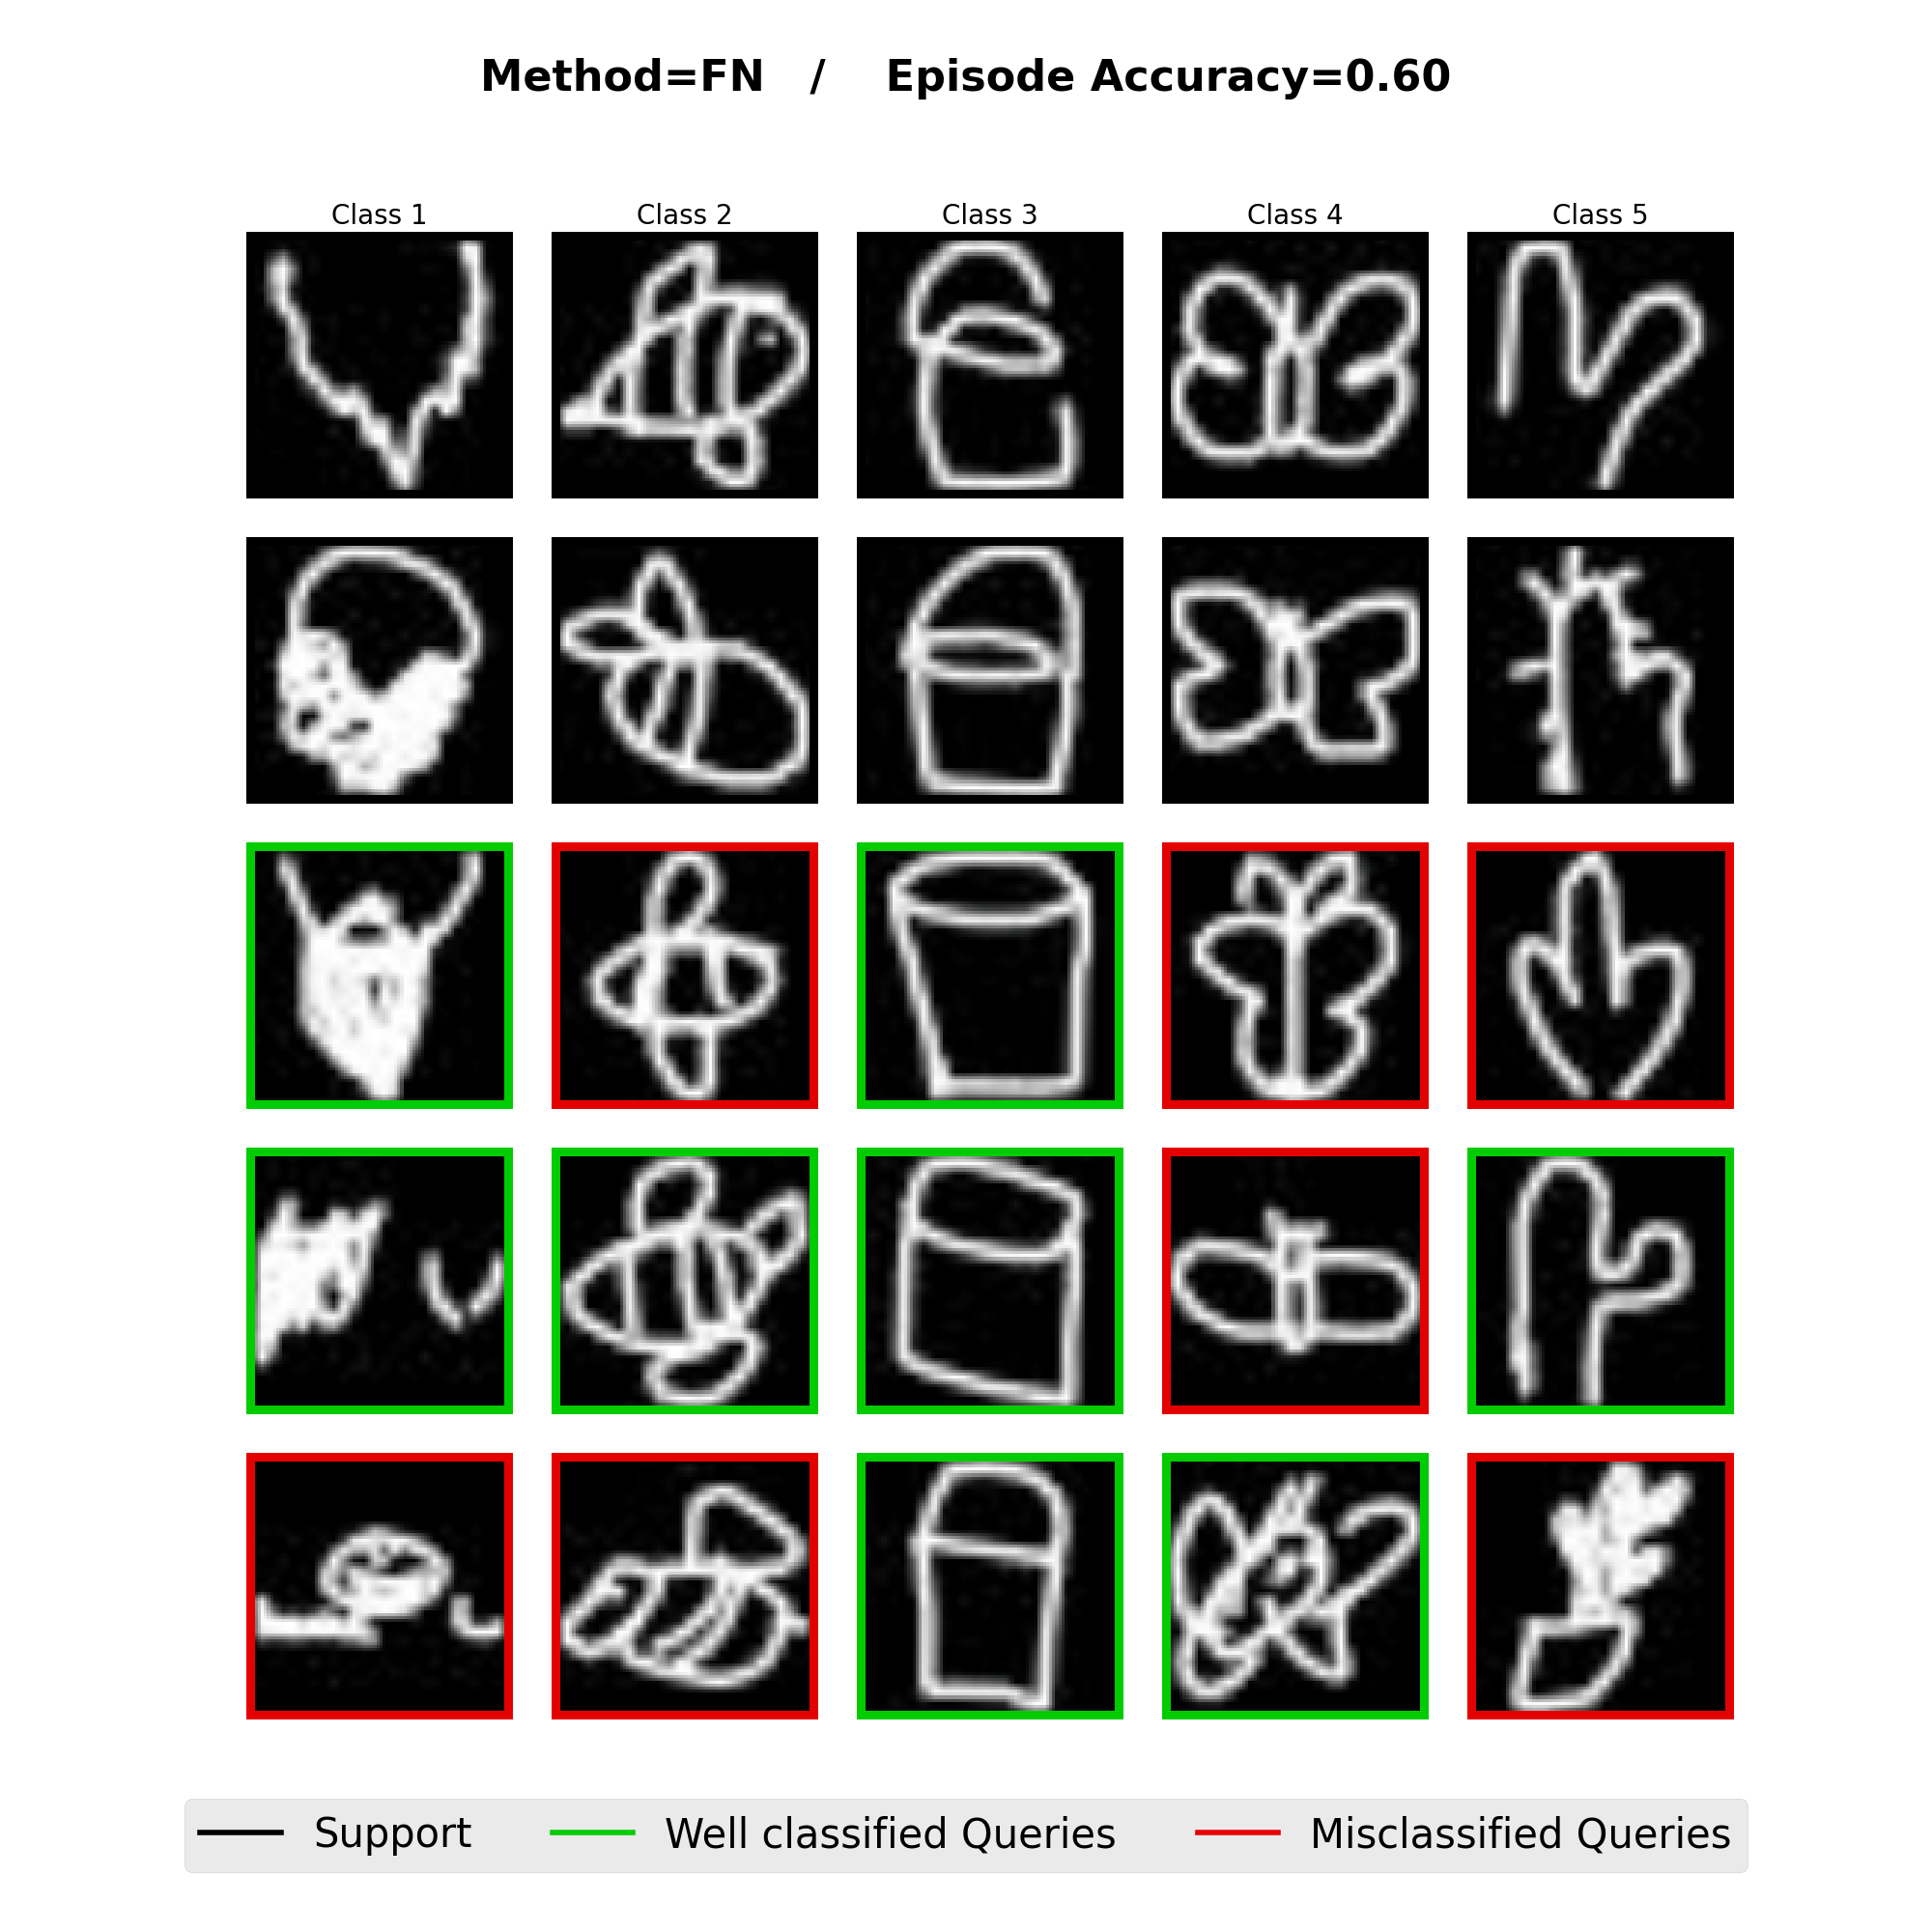 Method=FN / Episode Accuracy=0.60
Class 1 Class 2 Class 3 Class 4 Class 5
Support Well classified Queries Misclassified Queries